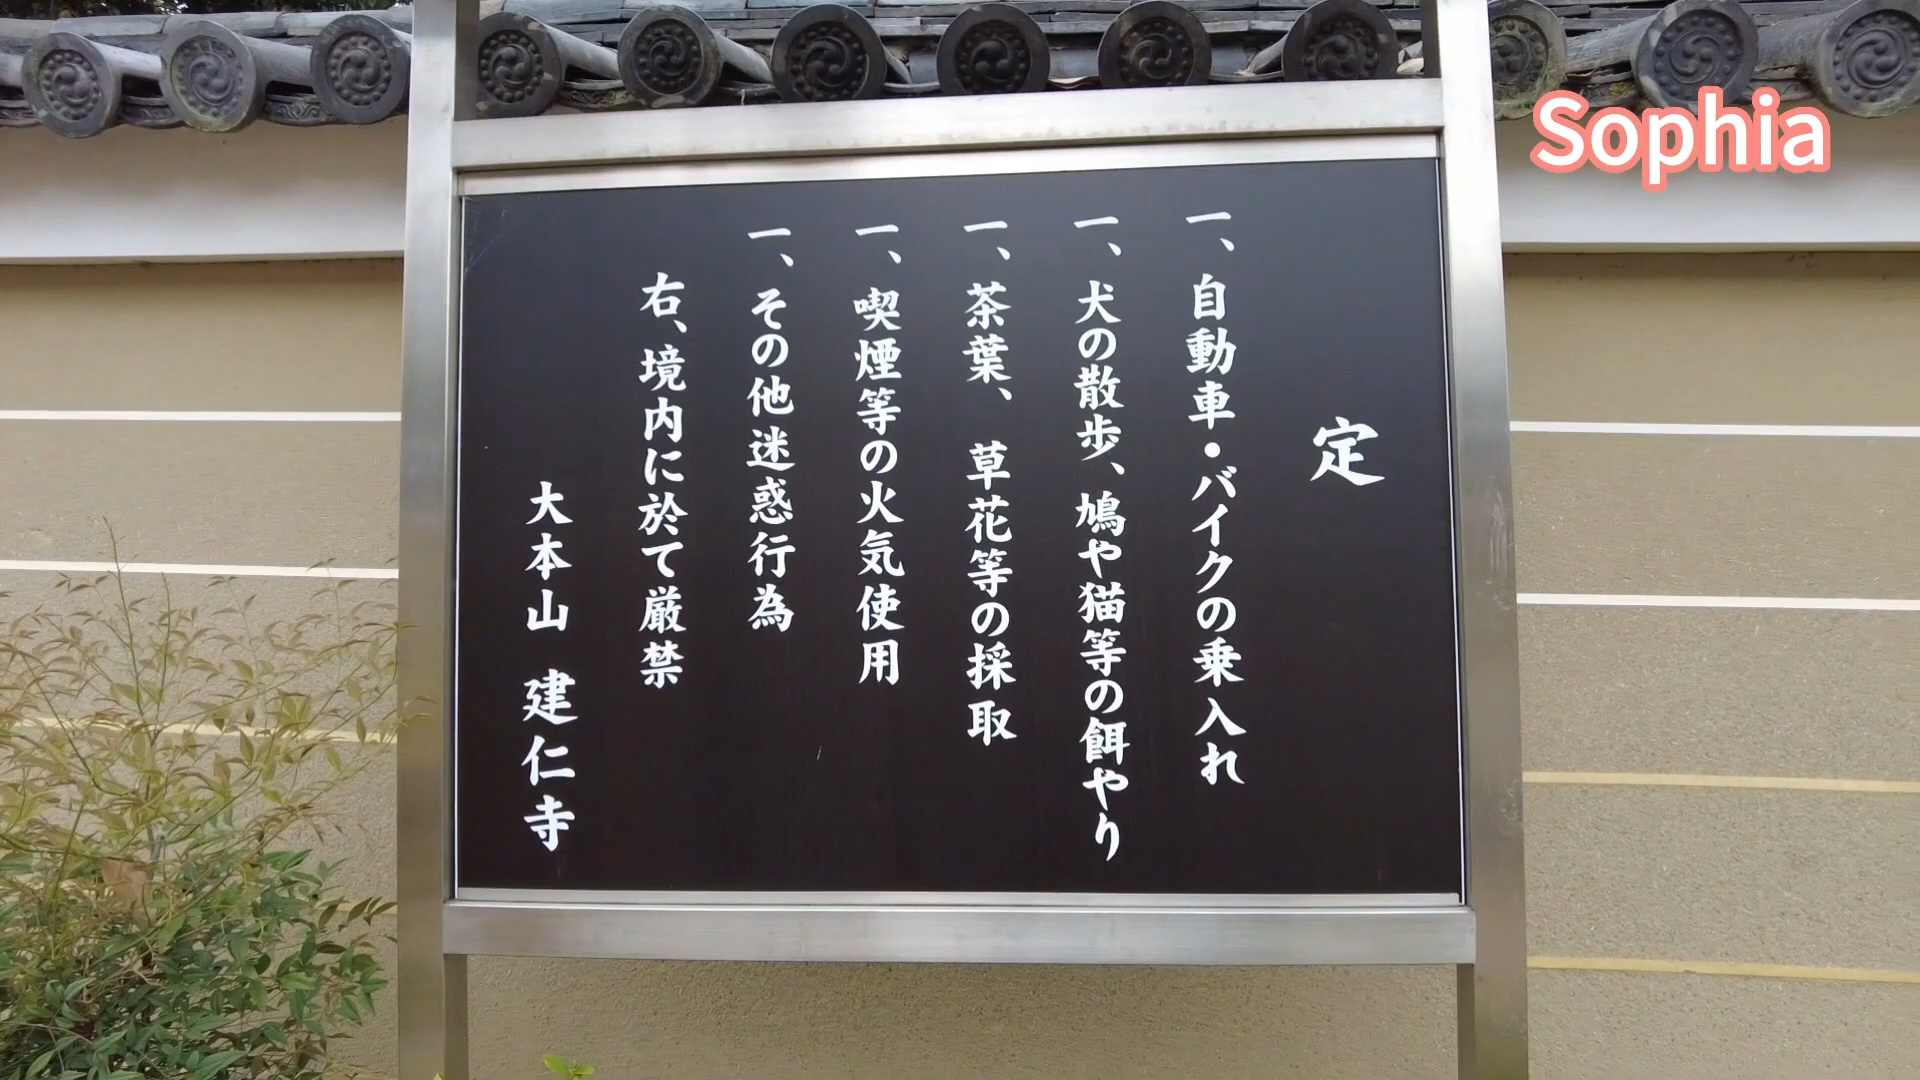 定
一、自動車・バイクの乗入れ
一、犬の散歩、鳩や猫等の餌やり
一、茶葉、草花等の採取
一、喫煙等の火気使用
一、その他迷惑行為
右、境内に於て厳禁
大本山 建仁寺
Sophia